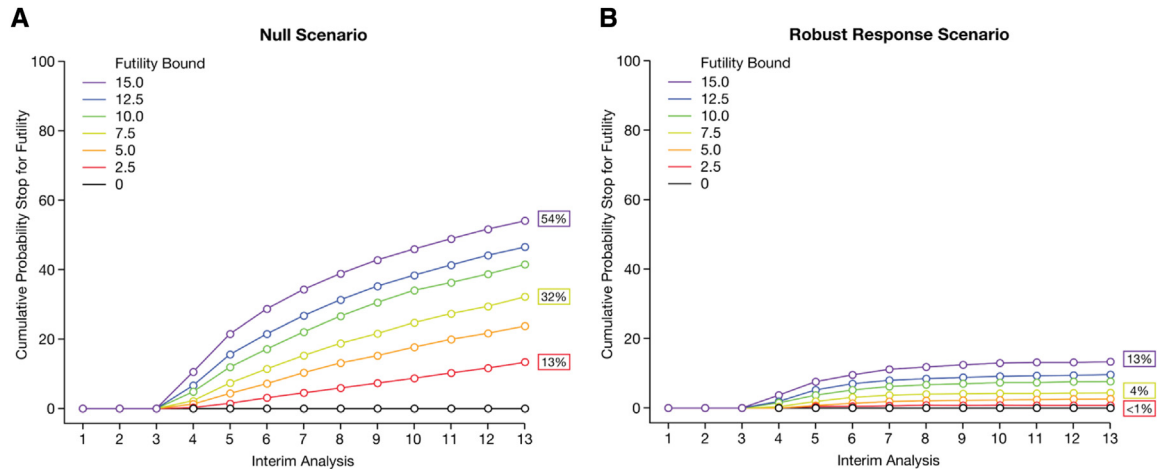 A
Null Scenario
Cumulative Probability Stop for Futility
100
80
60
40
20
0
Futility Bound
15.0
12.5
10.0
7.5
5.0
2.5
0
54%
32%
13%
1 2 3 4 5 6 7 8 9 10 11 12 13
Interim Analysis
B
Robust Response Scenario
Cumulative Probability Stop for Futility
100
80
60
40
20
0
Futility Bound
15.0
12.5
10.0
7.5
5.0
2.5
0
13%
4%
<1%
1 2 3 4 5 6 7 8 9 10 11 12 13
Interim Analysis